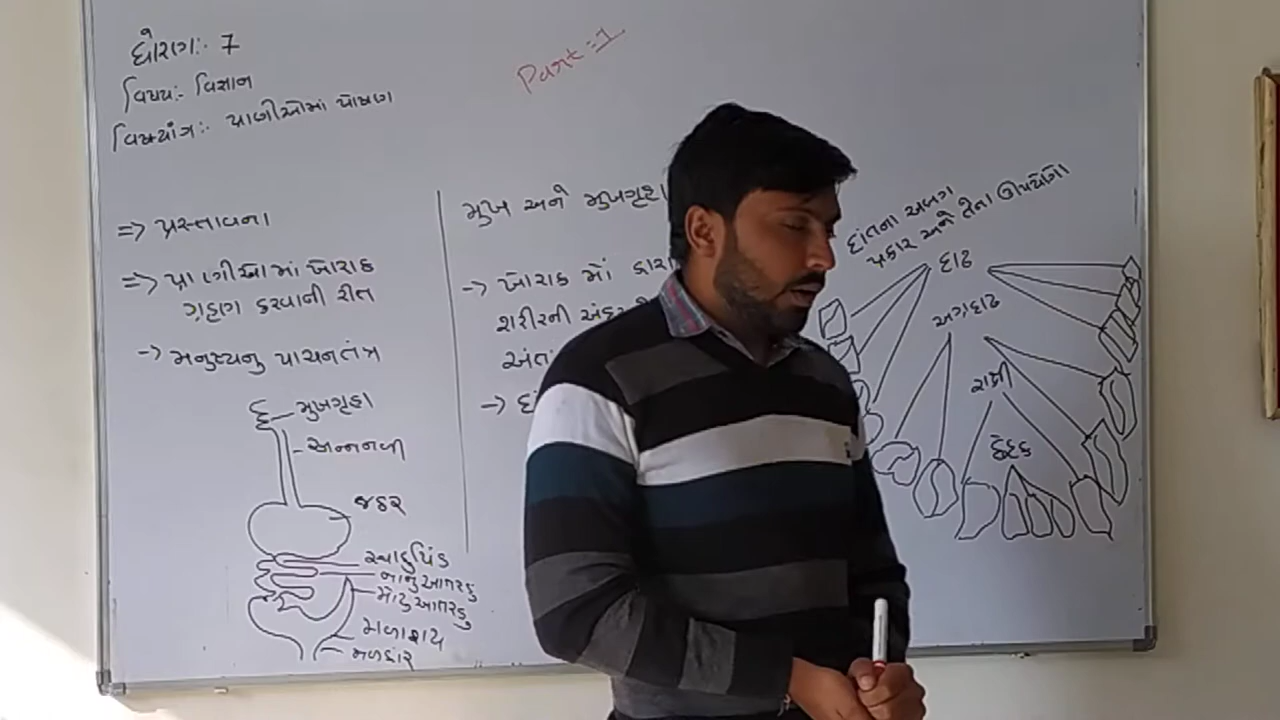 ધોરણ:- 7
વિષય:- વિજ્ઞાન
વિષયાંગ:- પ્રાણીઓમાં પોષણ
Part=1
=> પ્રસ્તાવના
=> પ્રાણીઓમાં ખોરાક
ગ્રહણ કરવાની રીત
-> મનુષ્યનુ પાચનતંત્ર
મુખગૃહા
અન્નનળી
જઠર
સ્વાદુપિંડ
નાનુ આંતરડુ
મોટુ આંતરડુ
મળાશય
મળદ્વાર
મુખ અને મુખગૃહા
-> ખોરાક મોં
શરીરની
દાંતના અલગ
પ્રકાર અને તેના ઉપયોગો
દાઢ
અગ્રદાઢ
રાક્ષી
છેદક